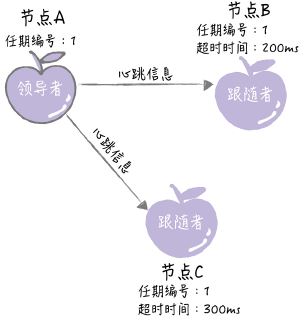 节点A
任期编号：1
领导者
节点B
任期编号：1
超时时间：200ms
跟随者
心跳信息
心跳信息
跟随者
节点C
任期编号：1
超时时间：300ms